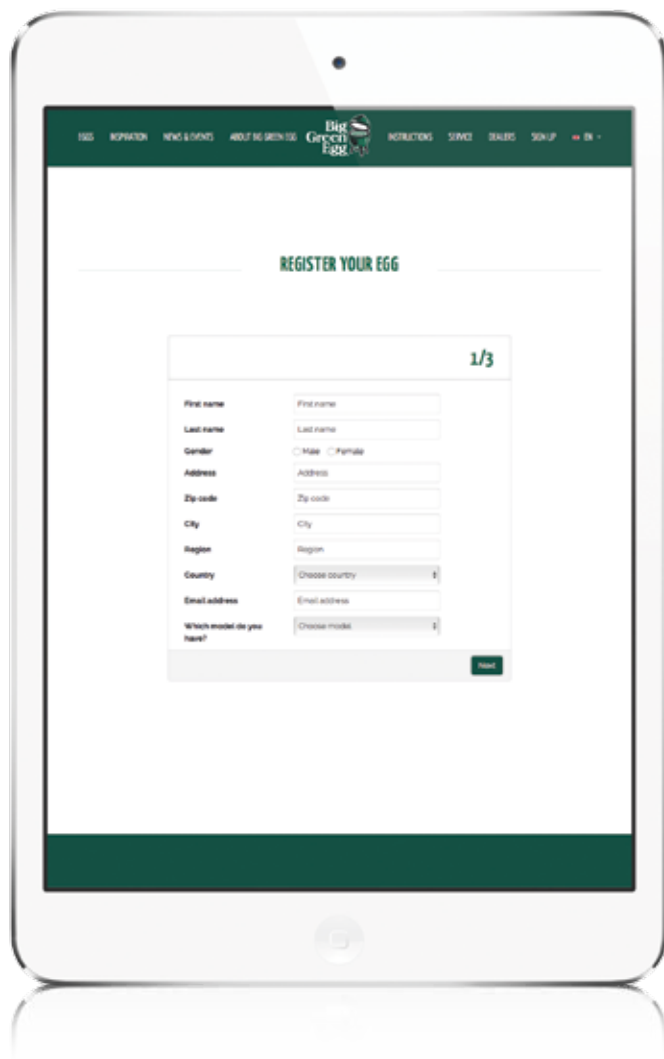 EGGS INSPIRATION NEWS & EVENTS ABOUT BIG GREEN EGG Big Green Egg INSTRUCTIONS SERVICE DEALERS SIGN UP EN
REGISTER YOUR EGG
1/3
First name First name
Last name Last name
Gender Male Female
Address Address
Zip code Zip code
City City
Region Region
Country Choose country
Email address Email address
Which model do you Choose model
have?
Next